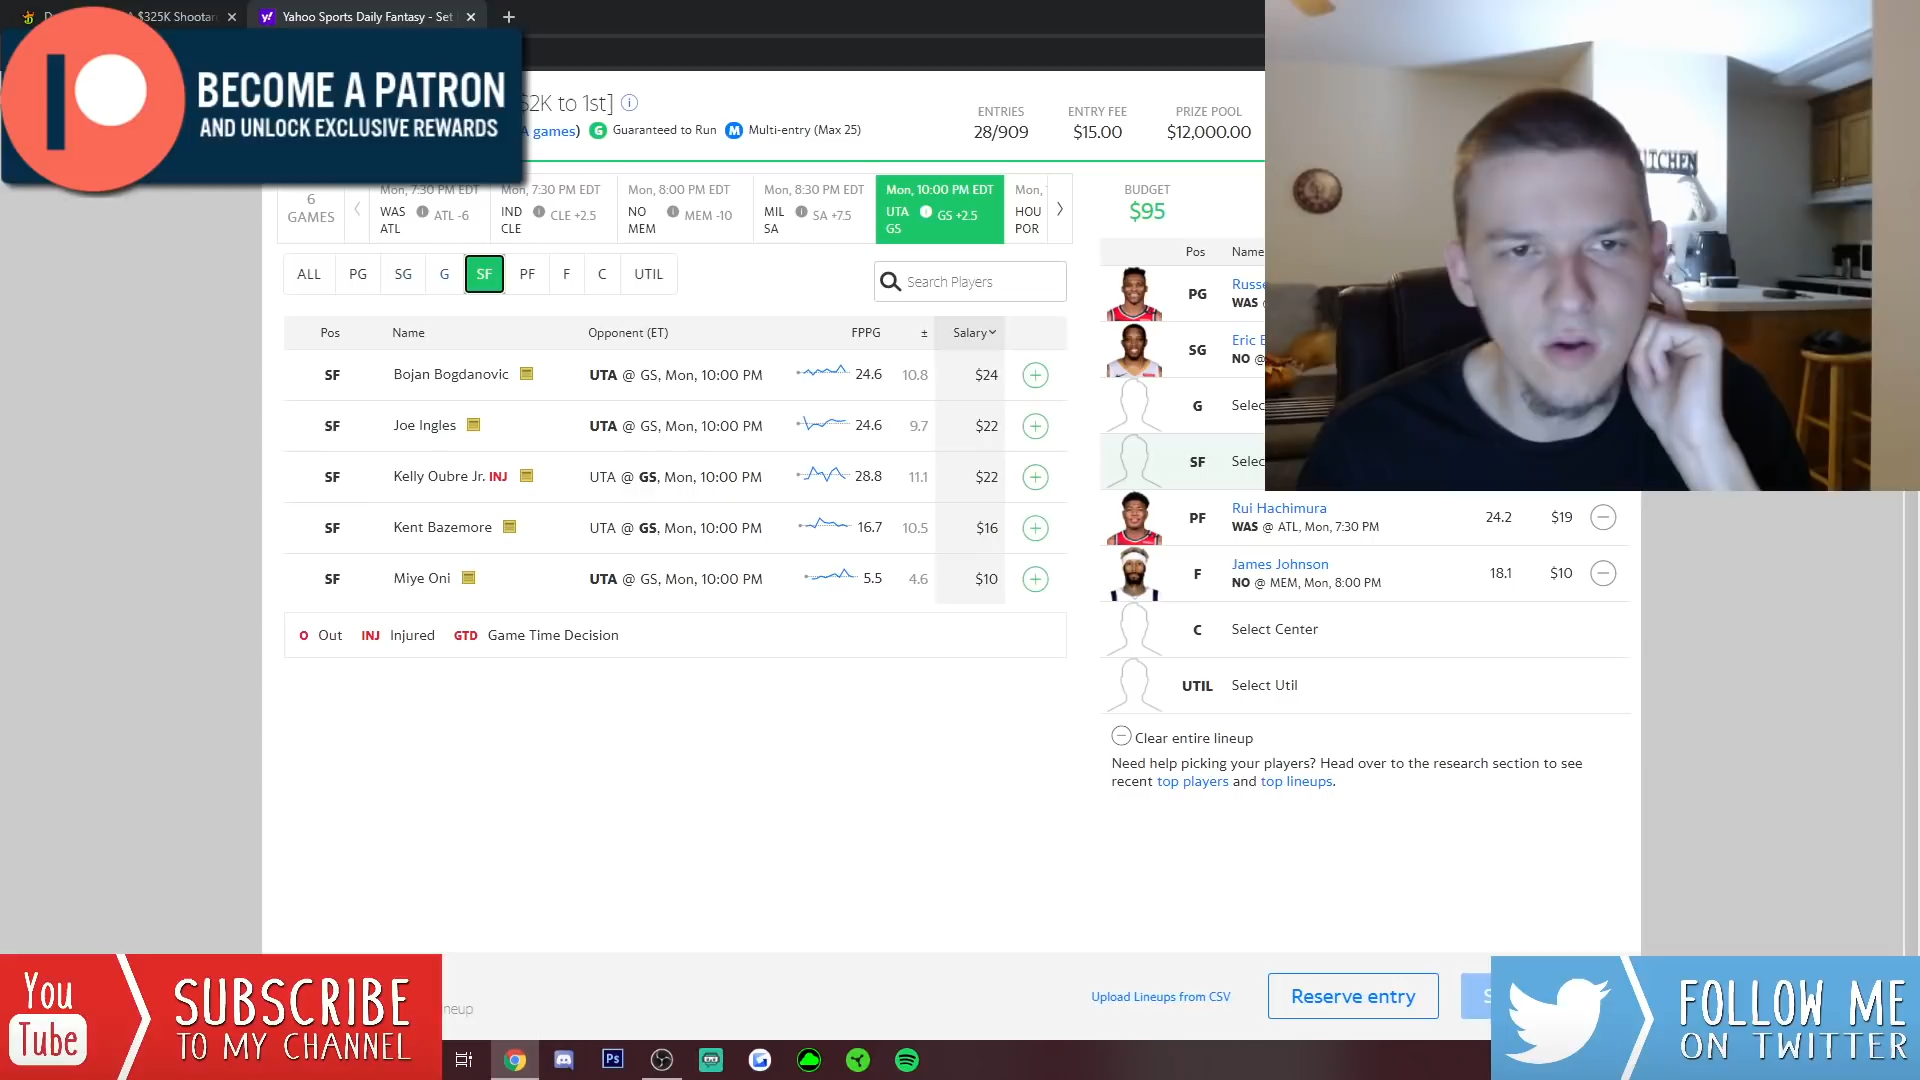 $325K Shootar
Yahoo Sports Daily Fantasy - Set
BECOME A PATRON
AND UNLOCK EXCLUSIVE REWARDS
$2K to 1st]
games)
G Guaranteed to Run
M Multi-entry (Max 25)
ENTRIES
28/909
ENTRY FEE
$15.00
PRIZE POOL
$12,000.00
KITCHEN
6
GAMES
Mon, 7:30 PM EDT
WAS
ATL
ATL -6
Mon, 7:30 PM EDT
IND
CLE
CLE +2.5
Mon, 8:00 PM EDT
NO
MEM
MEM -10
Mon, 8:30 PM EDT
MIL
SA
SA +7.5
Mon, 10:00 PM EDT
UTA
GS
GS +2.5
Mon,
HOU
POR
BUDGET
$95
ALL PG SG G SF PF F C UTIL
Search Players
Pos Name Opponent (ET) FPPG ± Salary
SF Bojan Bogdanovic UTA @ GS, Mon, 10:00 PM 24.6 10.8 $24
SF Joe Ingles UTA @ GS, Mon, 10:00 PM 24.6 9.7 $22
SF Kelly Oubre Jr. INJ UTA @ GS, Mon, 10:00 PM 28.8 11.1 $22
SF Kent Bazemore UTA @ GS, Mon, 10:00 PM 16.7 10.5 $16
SF Miye Oni UTA @ GS, Mon, 10:00 PM 5.5 4.6 $10
O Out INJ Injured GTD Game Time Decision
Pos Name
PG Russe
WAS
SG Eric
NO @
G Selec
SF Selec
PF Rui Hachimura 24.2 $19
WAS @ ATL, Mon, 7:30 PM
F James Johnson 18.1 $10
NO @ MEM, Mon, 8:00 PM
C Select Center
UTIL Select Util
Clear entire lineup
Need help picking your players? Head over to the research section to see
recent top players and top lineups.
neup
Upload Lineups from CSV
Reserve entry
S
You
Tube
SUBSCRIBE
TO MY CHANNEL
Ps
FOLLOW ME
ON TWITTER